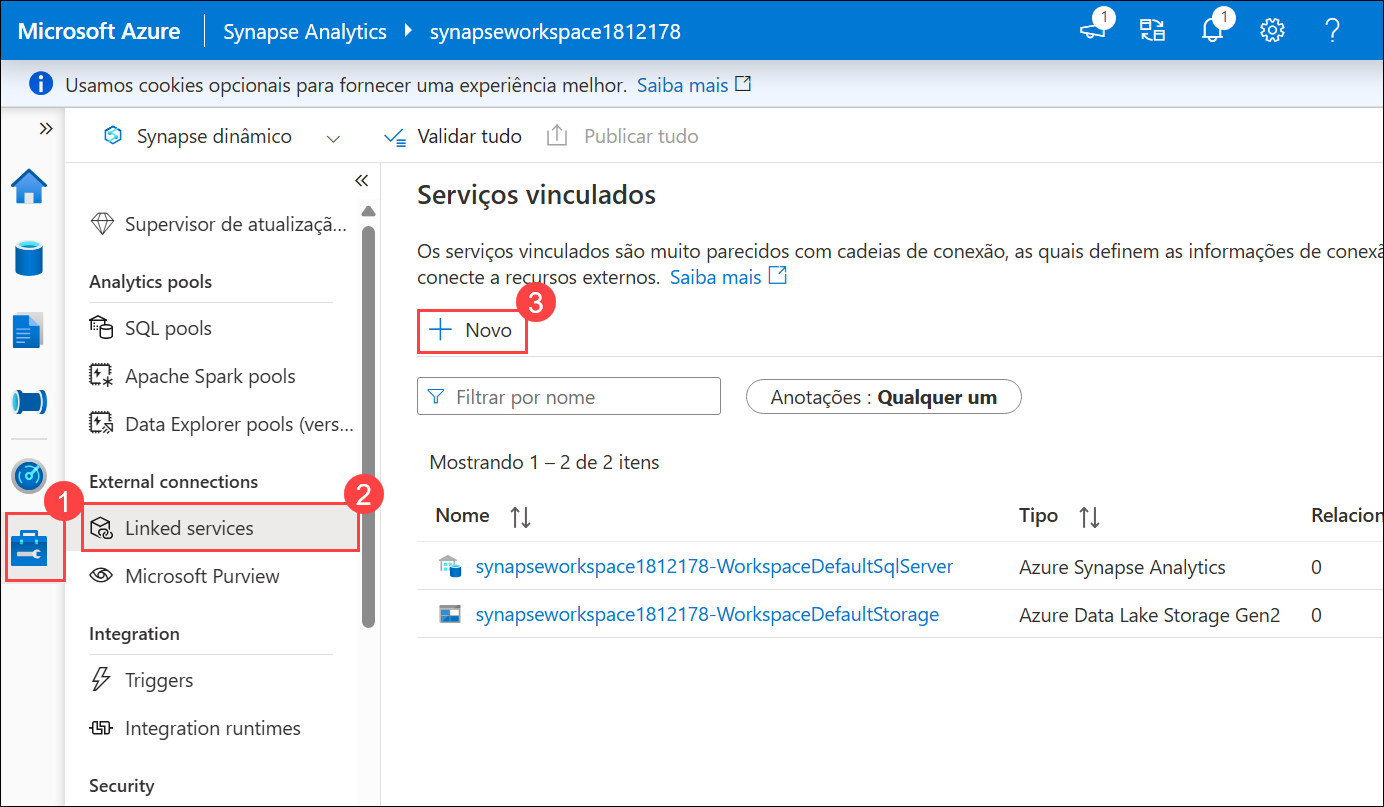 Microsoft Azure
Synapse Analytics
synapseworkspace1812178
1
1
?
Usamos cookies opcionais para fornecer uma experiência melhor. Saiba mais
Synapse dinâmico
Validar tudo
Publicar tudo
Supervisor de atualizaçã...
Analytics pools
SQL pools
Apache Spark pools
Data Explorer pools (vers...
External connections
1
2
Linked services
Microsoft Purview
Integration
Triggers
Integration runtimes
Security
Serviços vinculados
Os serviços vinculados são muito parecidos com cadeias de conexão, as quais definem as informações de conexã
conecte a recursos externos. Saiba mais
3
Novo
Filtrar por nome
Anotações : Qualquer um
Mostrando 1 – 2 de 2 itens
Nome Tipo Relacion
synapseworkspace1812178-WorkspaceDefaultSqlServer Azure Synapse Analytics 0
synapseworkspace1812178-WorkspaceDefaultStorage Azure Data Lake Storage Gen2 0